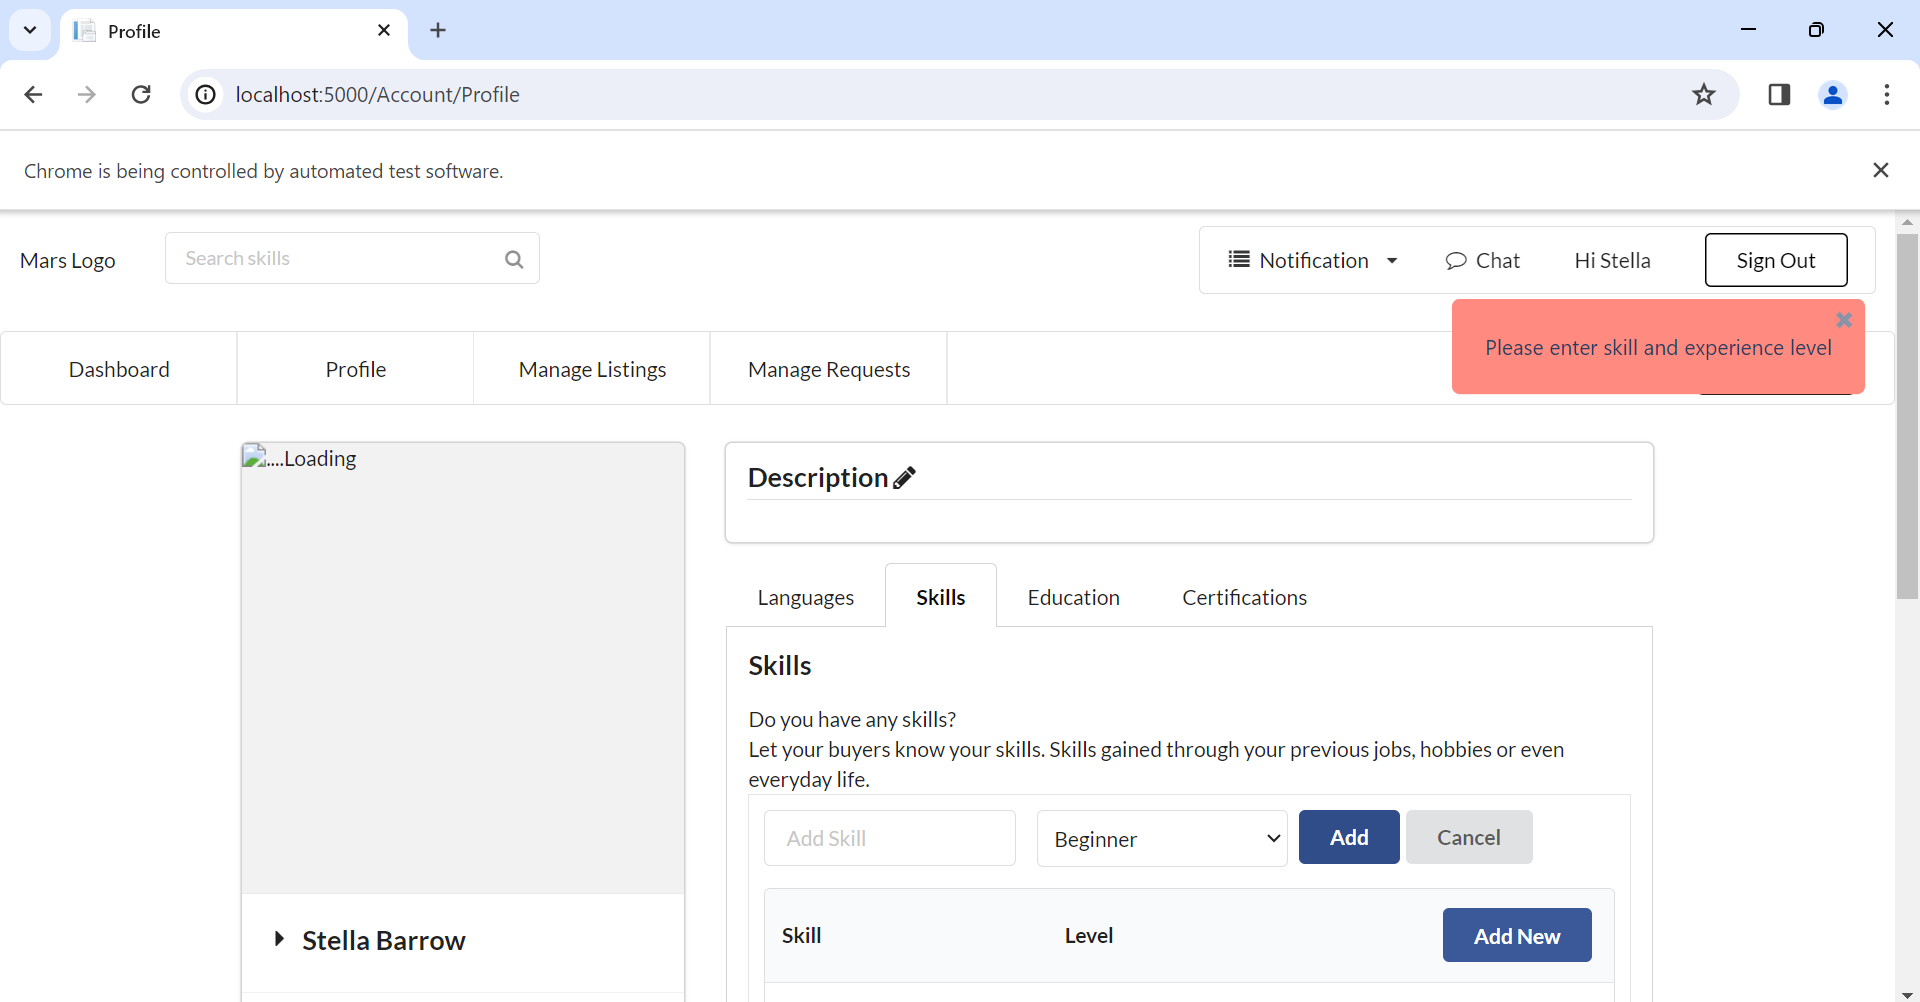 Profile
localhost:5000/Account/Profile
Chrome is being controlled by automated test software.
Mars Logo
Search skills
Notification
Chat
Hi Stella
Sign Out
Please enter skill and experience level
Dashboard
Profile
Manage Listings
Manage Requests
....Loading
Description
Languages
Skills
Education
Certifications
Skills
Do you have any skills?
Let your buyers know your skills. Skills gained through your previous jobs, hobbies or even
everyday life.
Add Skill
Beginner
Add
Cancel
Skill
Level
Add New
Stella Barrow